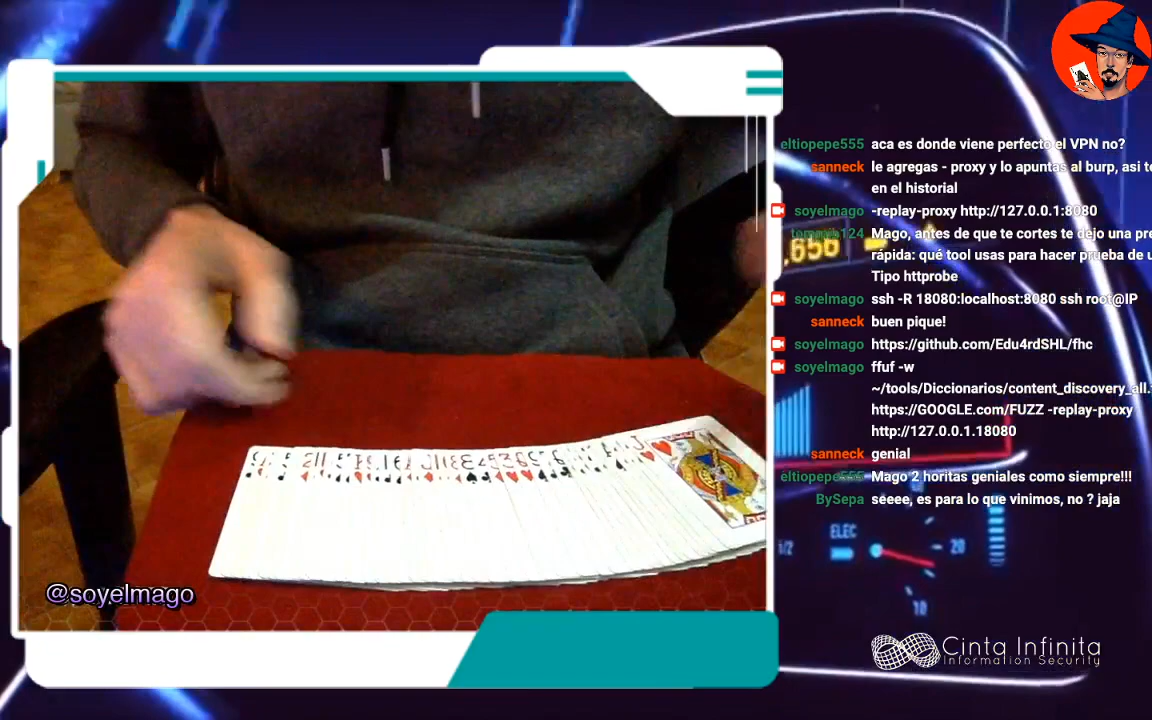 eltiopepe555 aca es donde viene perfecto el VPN no?
sanneck le agregas - proxy y lo apuntas al burp, asi
en el historial
soyelmago -replay-proxy http://127.0.0.1:8080
Mago, antes de que te cortes te dejo una
rápida: qué tool usas para hacer prueba de
Tipo httprobe
soyelmago ssh -R 18080:localhost:8080 ssh root@IP
sanneck buen pique!
soyelmago https://github.com/Edu4rdSHL/fhc
soyelmago ffuf -w
~/tools/Diccionarios/content_discovery_all.
https://GOOGLE.com/FUZZ -replay-proxy
http://127.0.0.1.18080
sanneck genial
eltiopepe555 Mago 2 horitas geniales como siempre!!!
BySepa seeee, es para lo que vinimos, no ? jaja
.656
ELEC
20
10
@soyelmago
Cinta Infinita
Information Security